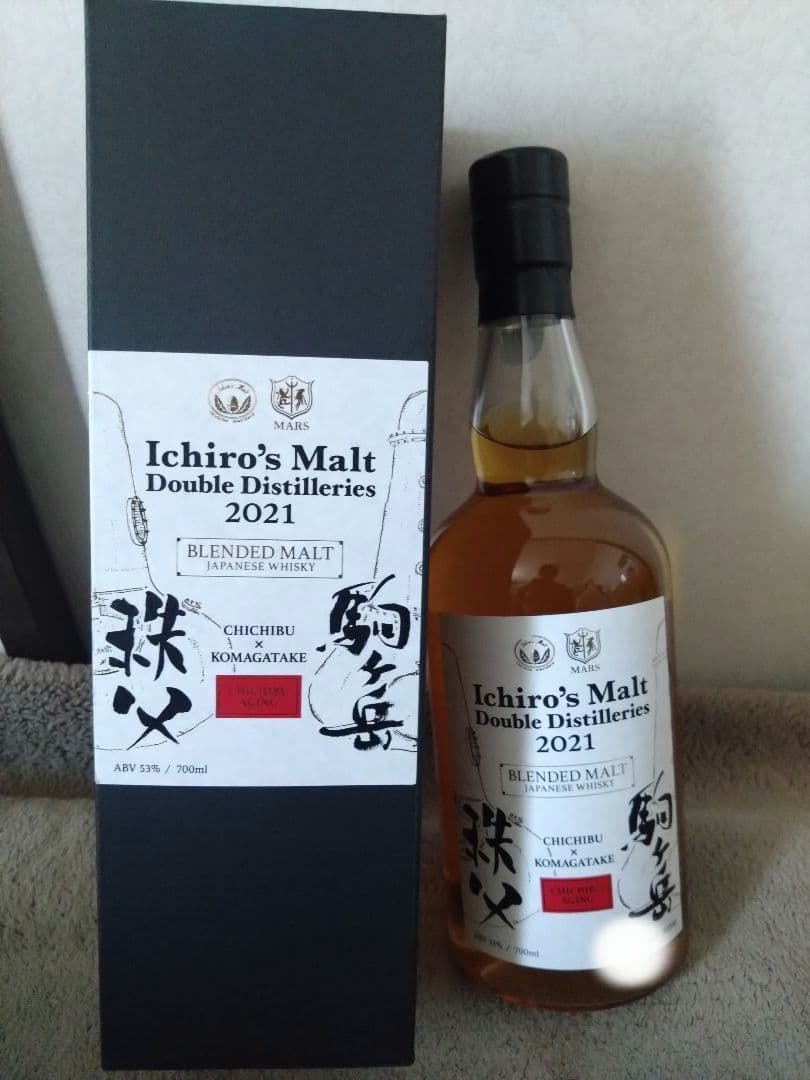 Ichiro's Malt
MARS
Ichiro's Malt
Double Distilleries
2021
BLENDED MALT
JAPANESE WHISKY
秩父
CHICHIBU
×
KOMAGATAKE
駒ヶ岳
CHICHIBU
AGING
ABV 53% / 700ml
MARS
Ichiro's Malt
Double Distilleries
2021
BLENDED MALT
JAPANESE WHISKY
秩父
CHICHIBU
×
KOMAGATAKE
駒ヶ岳
CHICHIBU
AGING
ABV 53% / 700ml